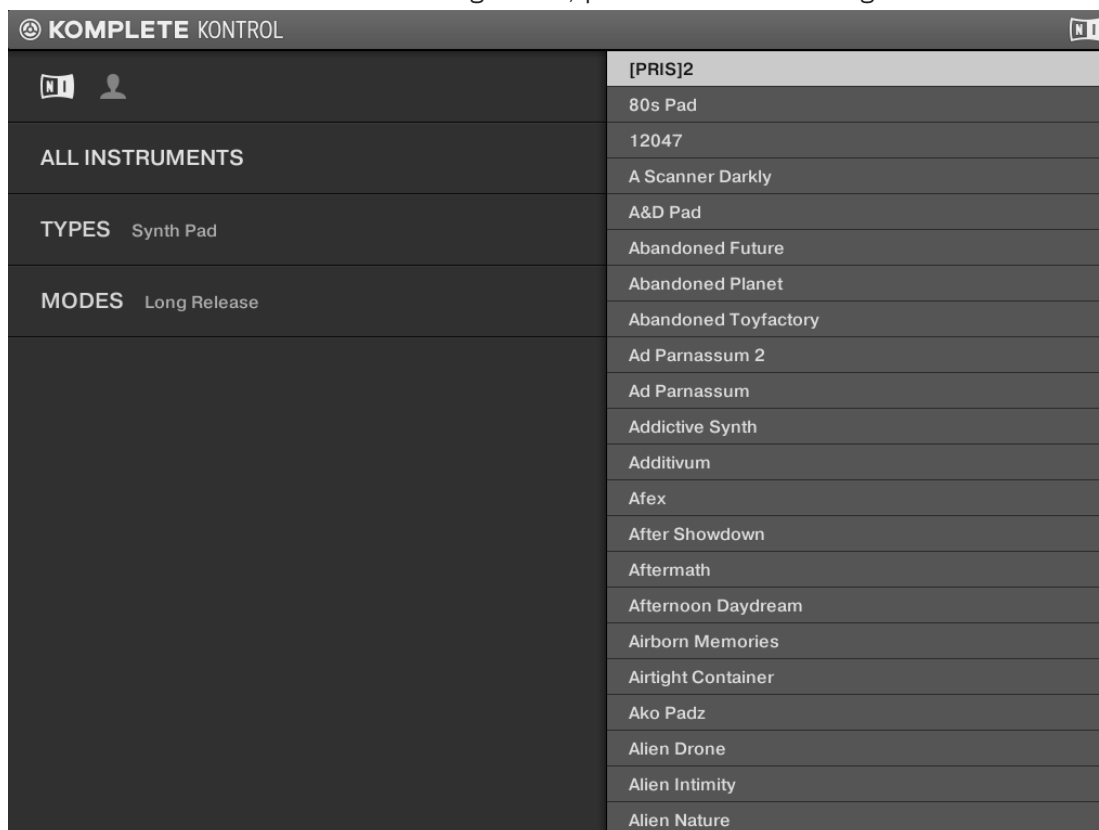 KOMPLETE KONTROL
NI
NI
ALL INSTRUMENTS
TYPES Synth Pad
MODES Long Release
[PRIS]2
80s Pad
12047
A Scanner Darkly
A&D Pad
Abandoned Future
Abandoned Planet
Abandoned Toyfactory
Ad Parnassum 2
Ad Parnassum
Addictive Synth
Additivum
Afex
After Showdown
Aftermath
Afternoon Daydream
Airborn Memories
Airtight Container
Ako Padz
Alien Drone
Alien Intimity
Alien Nature